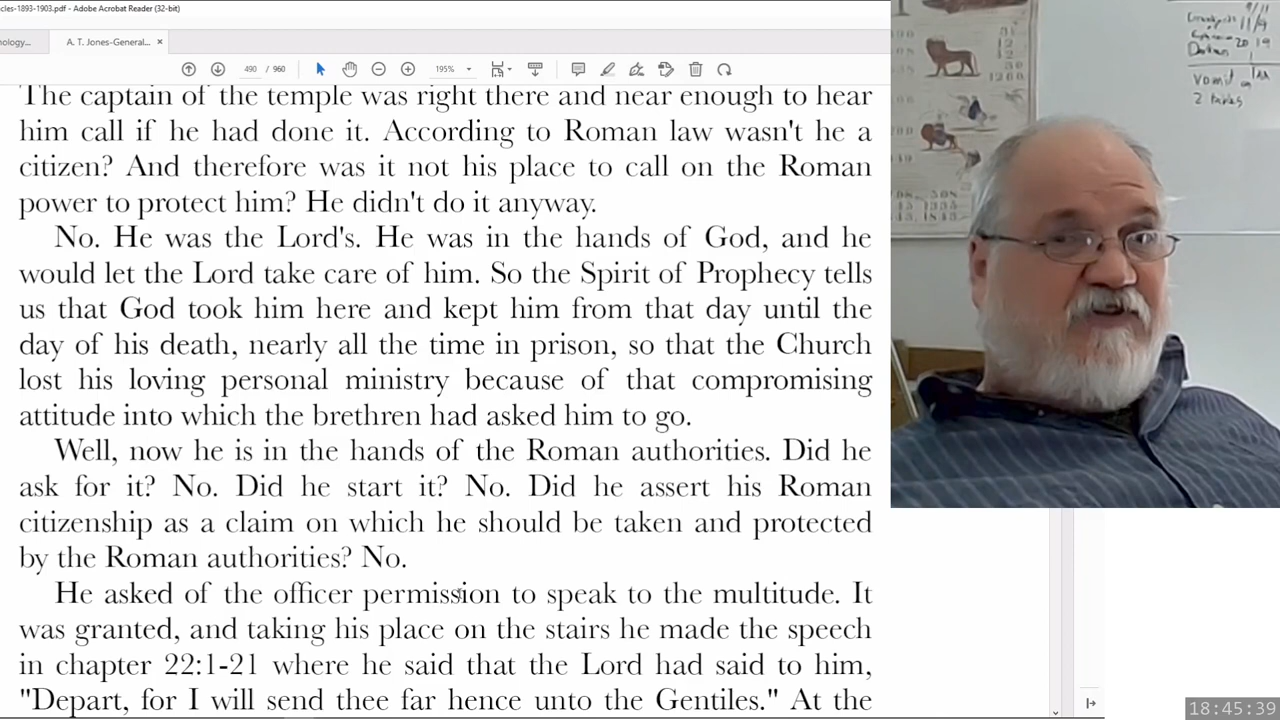 cles-1893-1903.pdf - Adobe Acrobat Reader (32-bit)
nology...
A. T. Jones-General...
490 / 960
195%
The captain of the temple was right there and near enough to hear
him call if he had done it. According to Roman law wasn't he a
citizen? And therefore was it not his place to call on the Roman
power to protect him? He didn't do it anyway.
No. He was the Lord's. He was in the hands of God, and he
would let the Lord take care of him. So the Spirit of Prophecy tells
us that God took him here and kept him from that day until the
day of his death, nearly all the time in prison, so that the Church
lost his loving personal ministry because of that compromising
attitude into which the brethren had asked him to go.
Well, now he is in the hands of the Roman authorities. Did he
ask for it? No. Did he start it? No. Did he assert his Roman
citizenship as a claim on which he should be taken and protected
by the Roman authorities? No.
He asked of the officer permission to speak to the multitude. It
was granted, and taking his place on the stairs he made the speech
in chapter 22:1-21 where he said that the Lord had said to him,
"Depart, for I will send thee far hence unto the Gentiles." At the
9/11
11/9
20 19
vomit on
2 tables
18:45:39